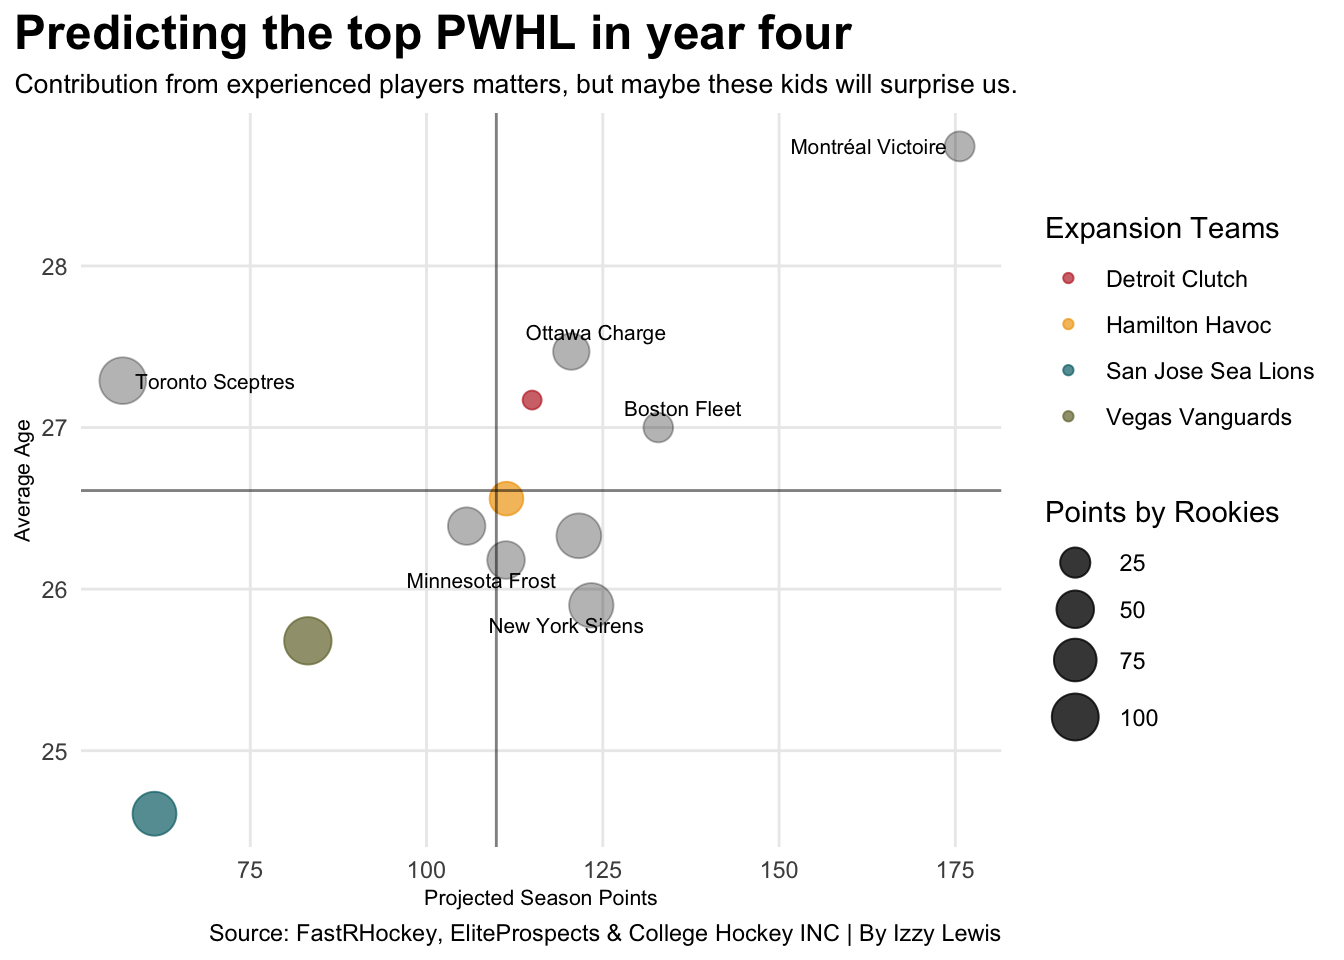 Predicting the top PWHL in year four
Contribution from experienced players matters, but maybe these kids will surprise us.
Montréal Victoire
Ottawa Charge
Toronto Sceptres
Boston Fleet
Minnesota Frost
New York Sirens
Average Age
28
27
26
25
75
100
125
150
175
Projected Season Points
Expansion Teams
Detroit Clutch
Hamilton Havoc
San Jose Sea Lions
Vegas Vanguards
Points by Rookies
25
50
75
100
Source: FastRHockey, EliteProspects & College Hockey INC | By Izzy Lewis